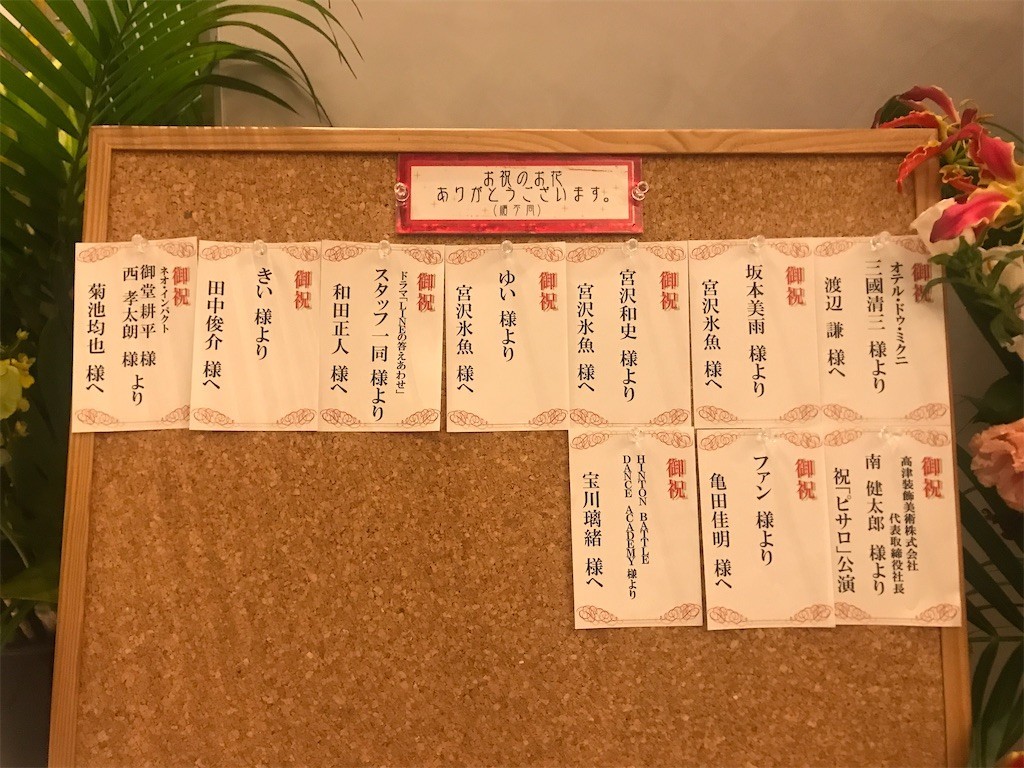 お祝のお花
ありがとうございます。
(順不同)
御祝
オテル・ドゥ・ミクニ
三國清三 様より
渡辺 謙 様へ
御祝
坂本美雨 様より
宮沢氷魚 様へ
御祝
宮沢和史 様より
宮沢氷魚 様へ
御祝
ゆい 様より
宮沢氷魚 様へ
御祝
ドラマ「LINEの答えあわせ」
スタッフ一同 様より
和田正人 様へ
御祝
きい 様より
田中俊介 様へ
御祝
ネオ・インパクト
御堂耕平 様
西 孝太朗 様 より
菊池均也 様へ
御祝
高津装飾美術株式会社
代表取締役社長
南 健太郎 様より
祝「ピサロ」公演
御祝
ファン 様より
亀田佳明 様へ
御祝
HINTON BATTLE
DANCE ACADEMY 様より
宝川璃緒 様へ